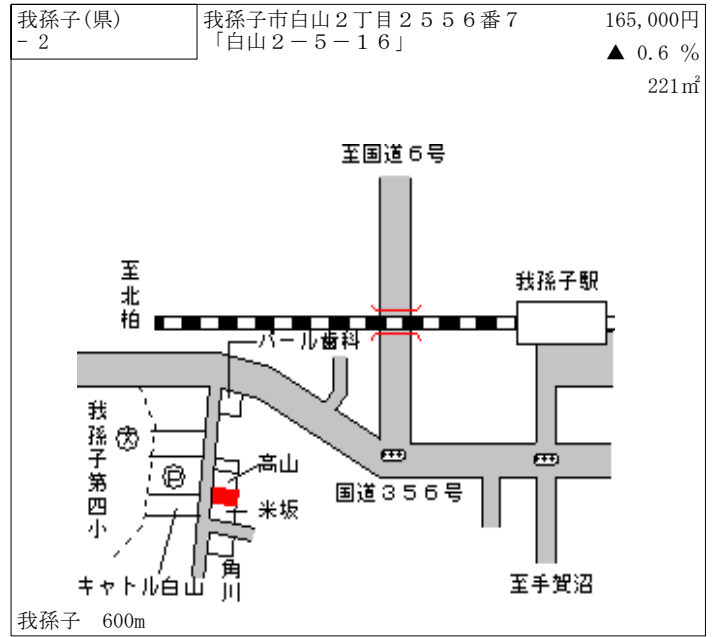 我孫子(県)
- 2
我孫子市白山２丁目２５５６番７
「白山２－５－１６」
165,000円
▲ 0.6 %
221㎡
至国道６号
至北柏
我孫子駅
パール歯科
我孫子第四小
文
P
高山
米坂
国道３５６号
キャトル白山
角川
至手賀沼
我孫子　600m